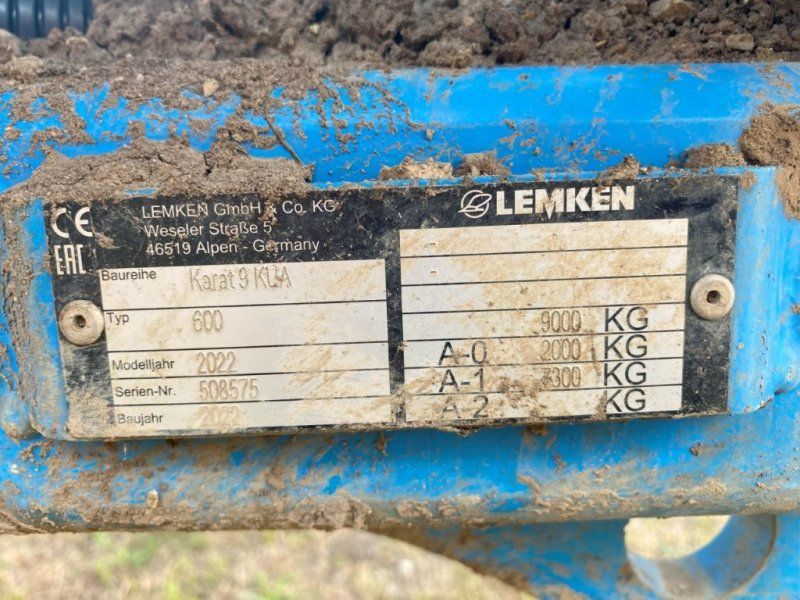 CE
EAC
LEMKEN GmbH & Co. KG
Weseler Straße 5
46519 Alpen - Germany
Baureihe Karat 9 KUA
Typ 600
Modelljahr 2022
Serien-Nr. 508575
Baujahr 2022
LEMKEN
-
-
9000 KG
A-0 2000 KG
A-1 KG
A-2 KG